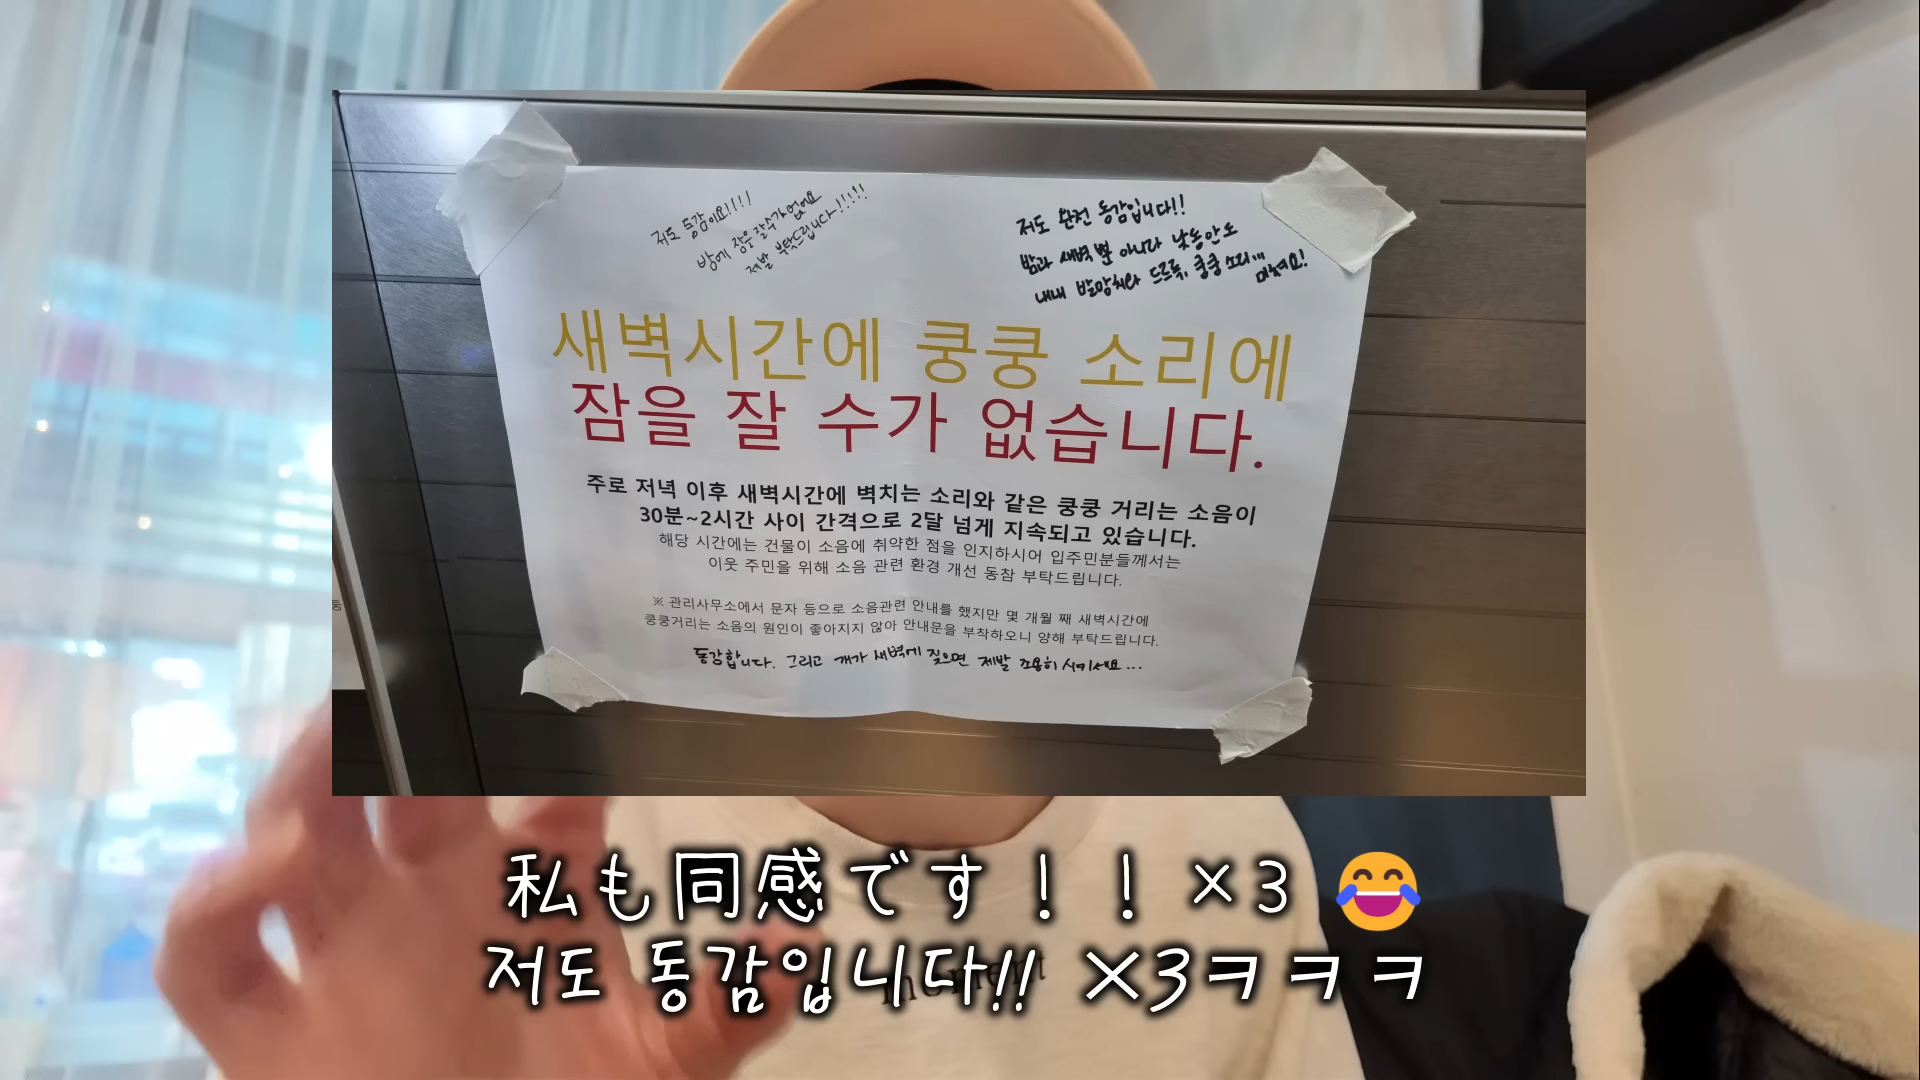 저도 동감이요!!!!
밤에 잠을 잘수가 없어요
제발 부탁드립니다~!!!!!
저도 완전 동감입니다!!
밤과 새벽 뿐 아니라 낮동안도
내내 발망치와 드르륵, 쿵쿵 소리...
미쳐요!
새벽시간에 쿵쿵 소리에
잠을 잘 수가 없습니다.
주로 저녁 이후 새벽시간에 벽치는 소리와 같은 쿵쿵 거리는 소음이
30분~2시간 사이 간격으로 2달 넘게 지속되고 있습니다.
해당 시간에는 건물이 소음에 취약한 점을 인지하시어 입주민분들께서는
이웃 주민을 위해 소음 관련 환경 개선 동참 부탁드립니다.
※ 관리사무소에서 문자 등으로 소음관련 안내를 했지만 몇 개월 째 새벽시간에
쿵쿵거리는 소음의 원인이 좋아지지 않아 안내문을 부착하오니 양해 부탁드립니다.
동감합니다. 그리고 개가 새벽에 짖으면 제발 조용히 시키세요...
私も同感です！！×3 😂
저도 동감입니다!! ×3ㅋㅋㅋ